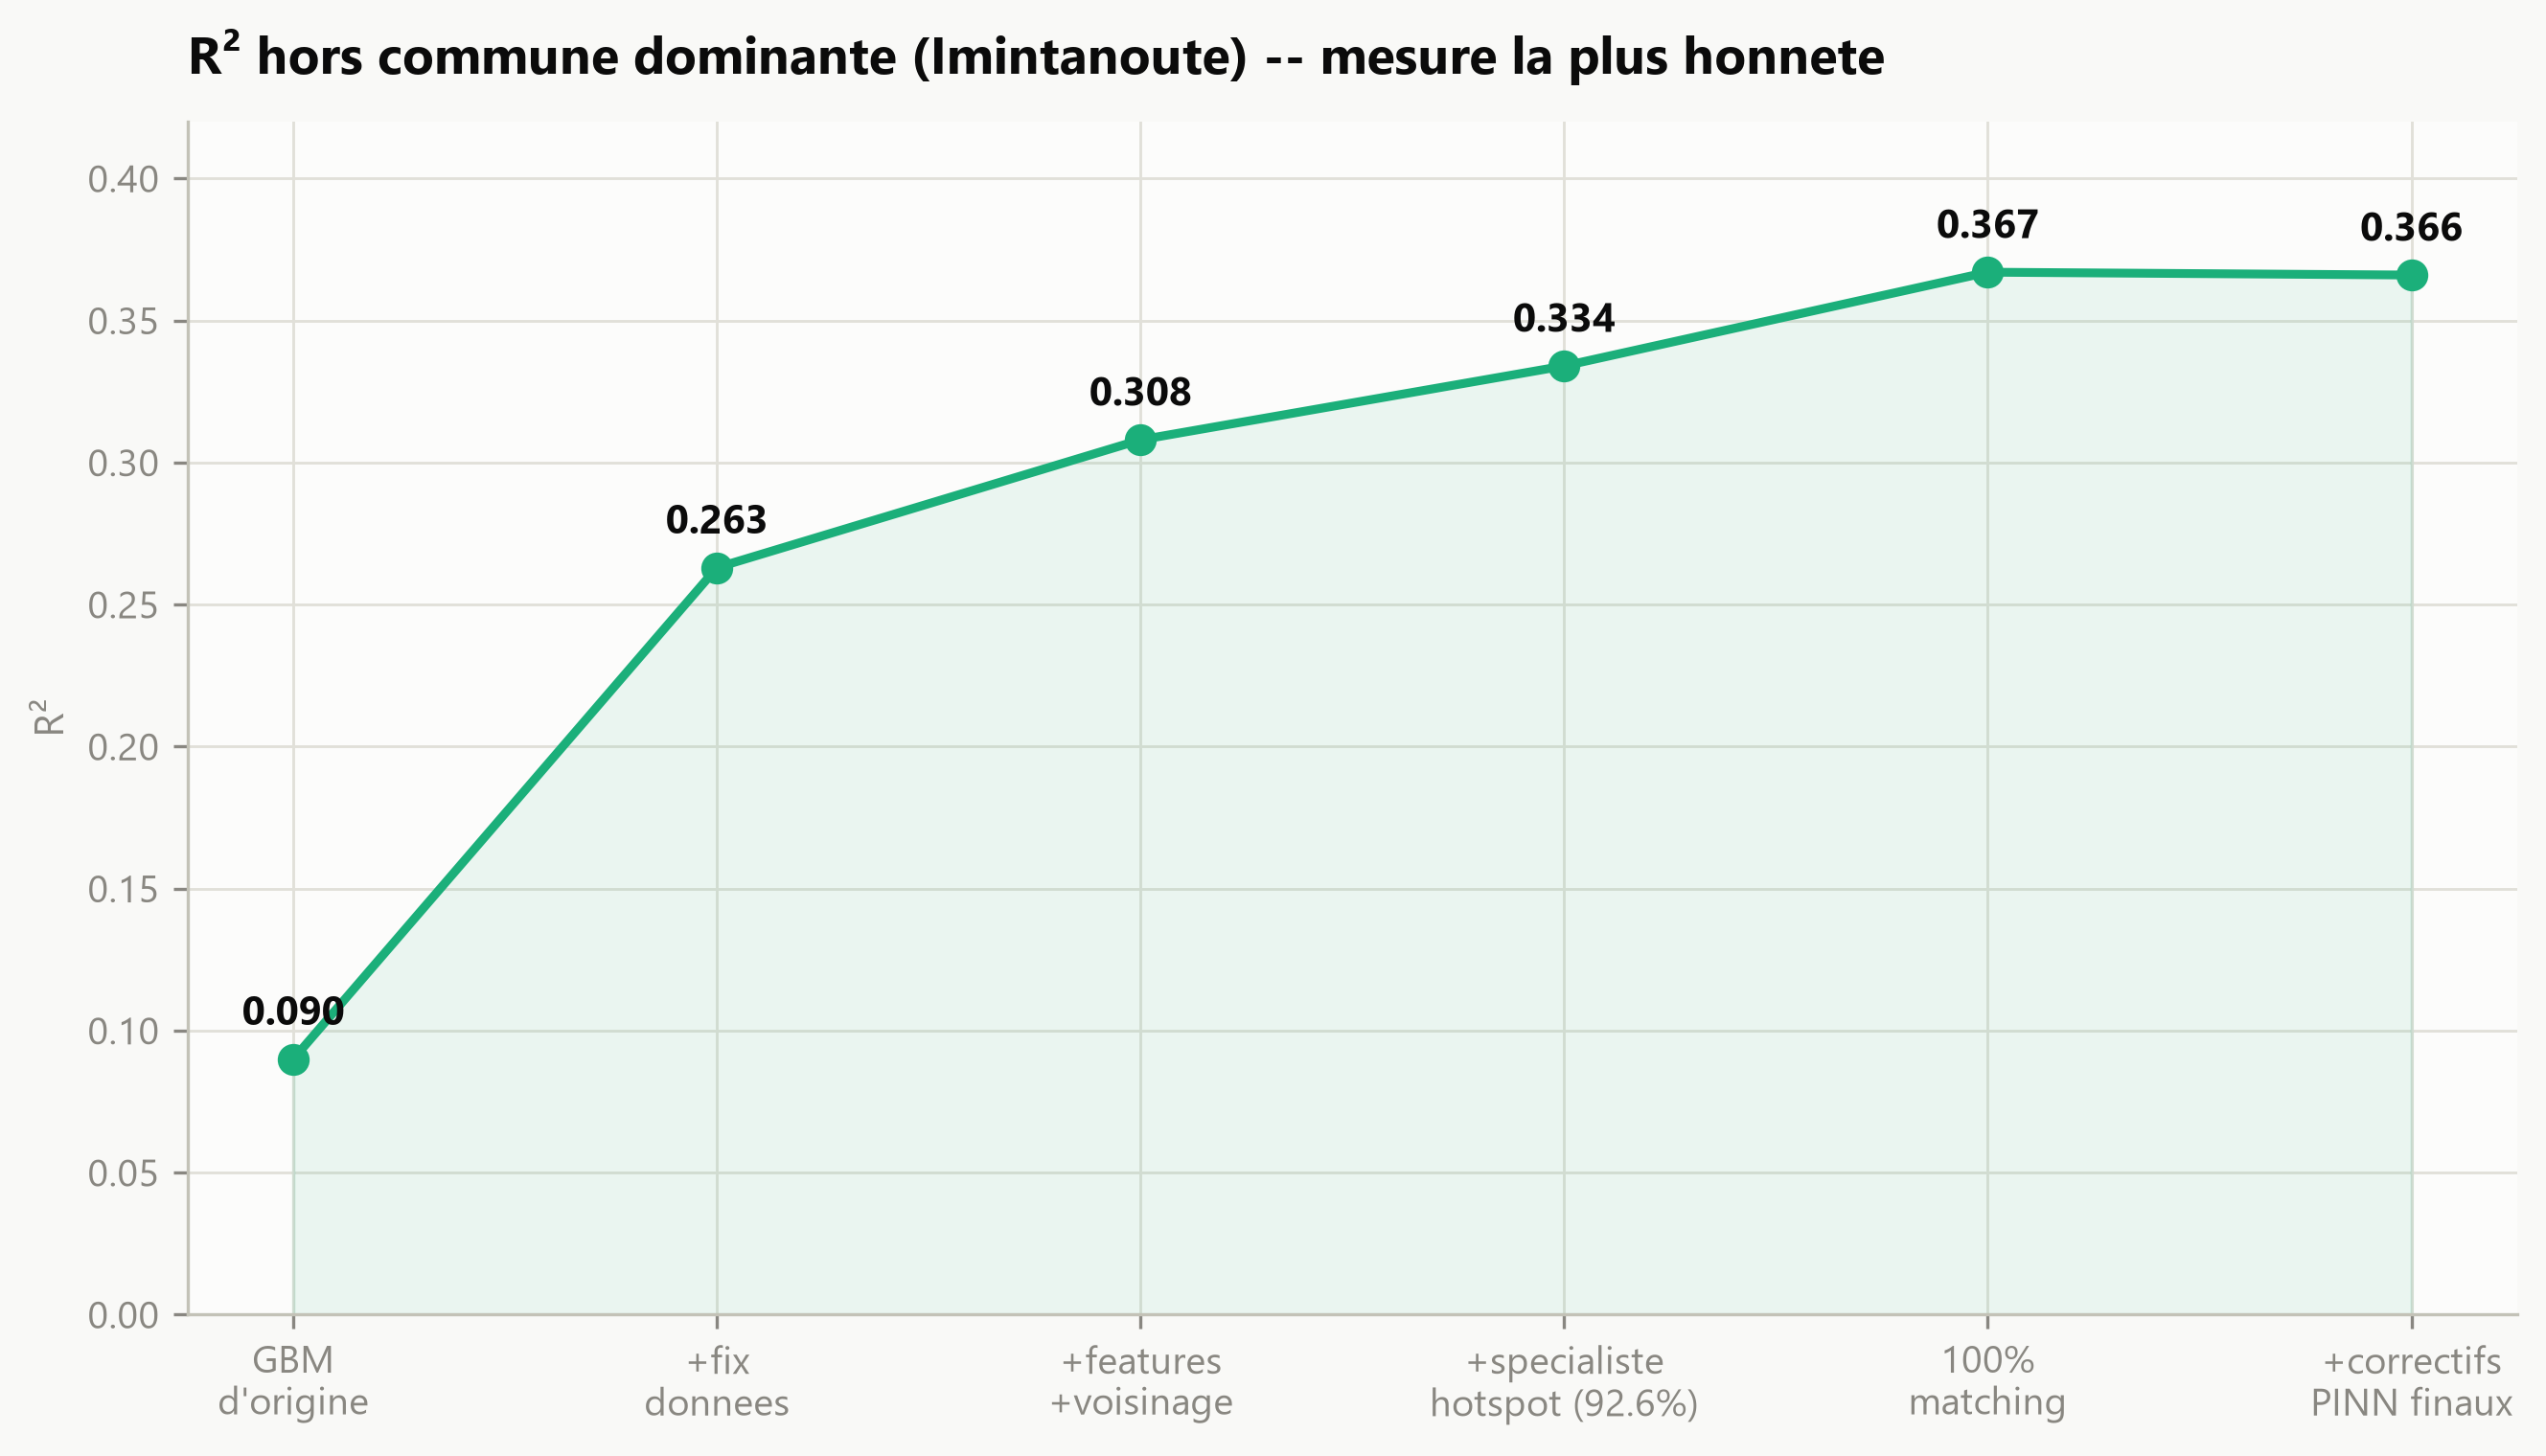 R² hors commune dominante (Imintanoute) -- mesure la plus honnete
0.40
0.35
0.30
0.25
0.20
0.15
0.10
0.05
0.00
R²
0.090
0.263
0.308
0.334
0.367
0.366
GBM
d'origine
+fix
donnees
+features
+voisinage
+specialiste
hotspot (92.6%)
100%
matching
+correctifs
PINN finaux